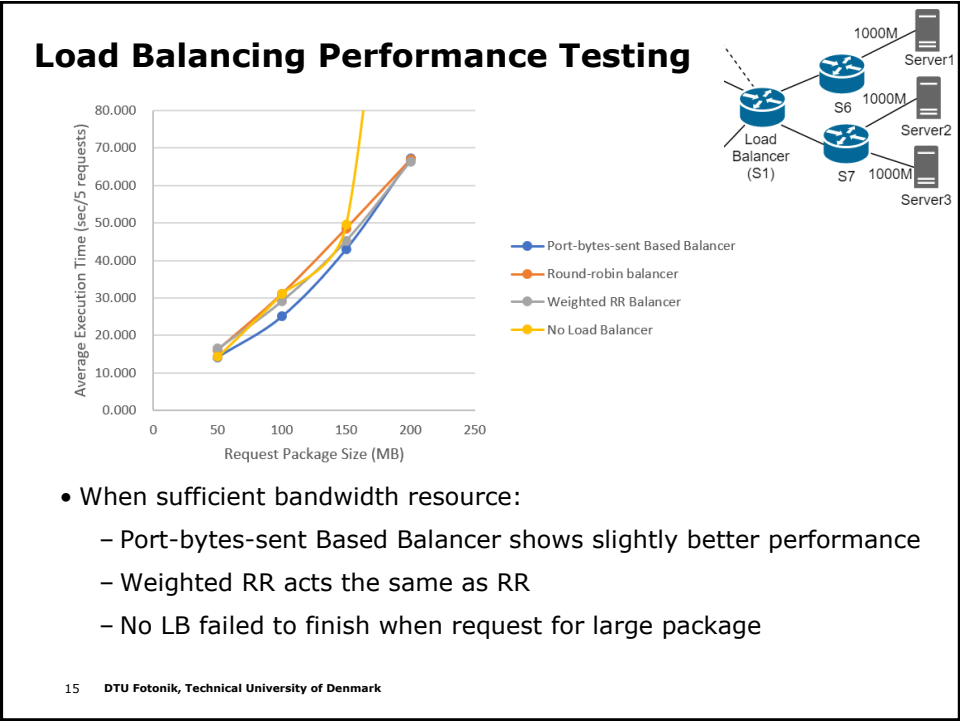 Load Balancing Performance Testing
1000M
Server1
S6
1000M
Server2
Load
Balancer
(S1)
S7
1000M
Server3
Average Execution Time (sec/5 requests)
80.000
70.000
60.000
50.000
40.000
30.000
20.000
10.000
0.000
0 50 100 150 200 250
Request Package Size (MB)
Port-bytes-sent Based Balancer
Round-robin balancer
Weighted RR Balancer
No Load Balancer
• When sufficient bandwidth resource:
– Port-bytes-sent Based Balancer shows slightly better performance
– Weighted RR acts the same as RR
– No LB failed to finish when request for large package
15 DTU Fotonik, Technical University of Denmark